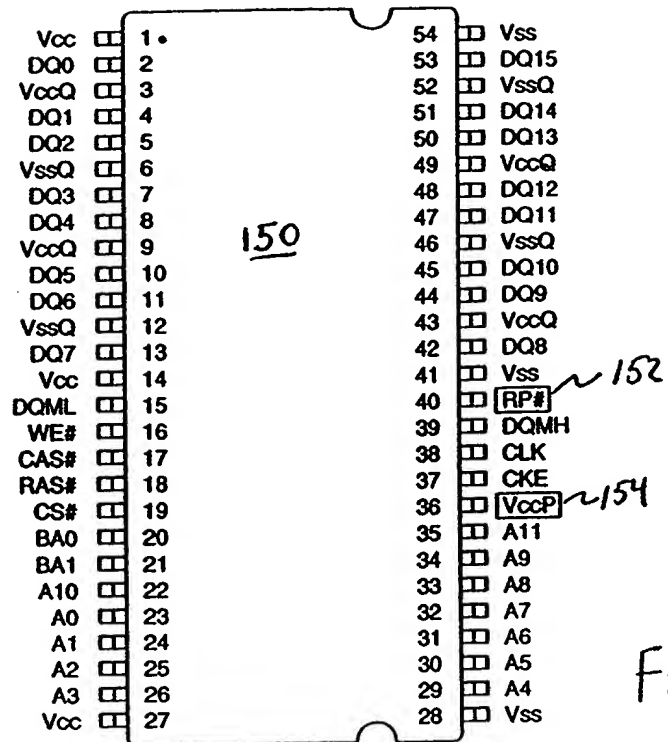 Vcc 1 54 Vss
DQ0 2 53 DQ15
VccQ 3 52 VssQ
DQ1 4 51 DQ14
DQ2 5 50 DQ13
VssQ 6 49 VccQ
DQ3 7 48 DQ12
DQ4 8 47 DQ11
150
VccQ 9 46 VssQ
DQ5 10 45 DQ10
DQ6 11 44 DQ9
VssQ 12 43 VccQ
DQ7 13 42 DQ8
Vcc 14 41 Vss
DQML 15 40 RP# 152
WE# 16 39 DQMH
CAS# 17 38 CLK
RAS# 18 37 CKE
CS# 19 36 VccP 154
BA0 20 35 A11
BA1 21 34 A9
A10 22 33 A8
A0 23 32 A7
A1 24 31 A6
A2 25 30 A5
A3 26 29 A4
Vcc 27 28 Vss